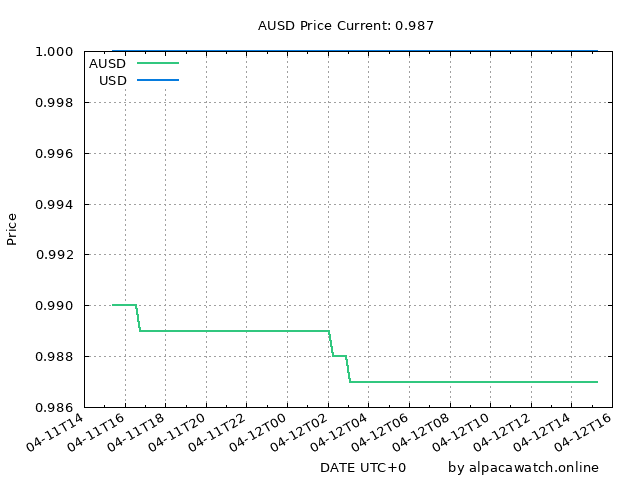 AUSD Price Current: 0.987
1.000
AUSD
USD
0.998
0.996
0.994
0.992
0.990
0.988
0.986
Price
04-11T14
04-11T16
04-11T18
04-11T20
04-11T22
04-12T00
04-12T02
04-12T04
04-12T06
04-12T08
04-12T10
04-12T12
04-12T14
04-12T16
DATE UTC+0
by alpacawatch.online